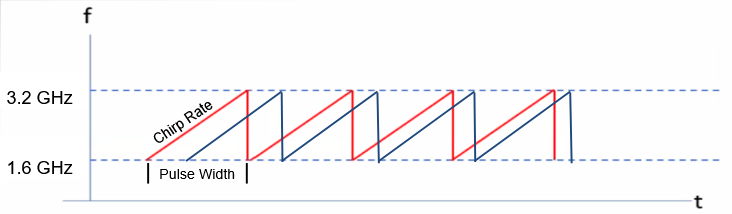 f
3.2 GHz
Chirp Rate
1.6 GHz
Pulse Width
t